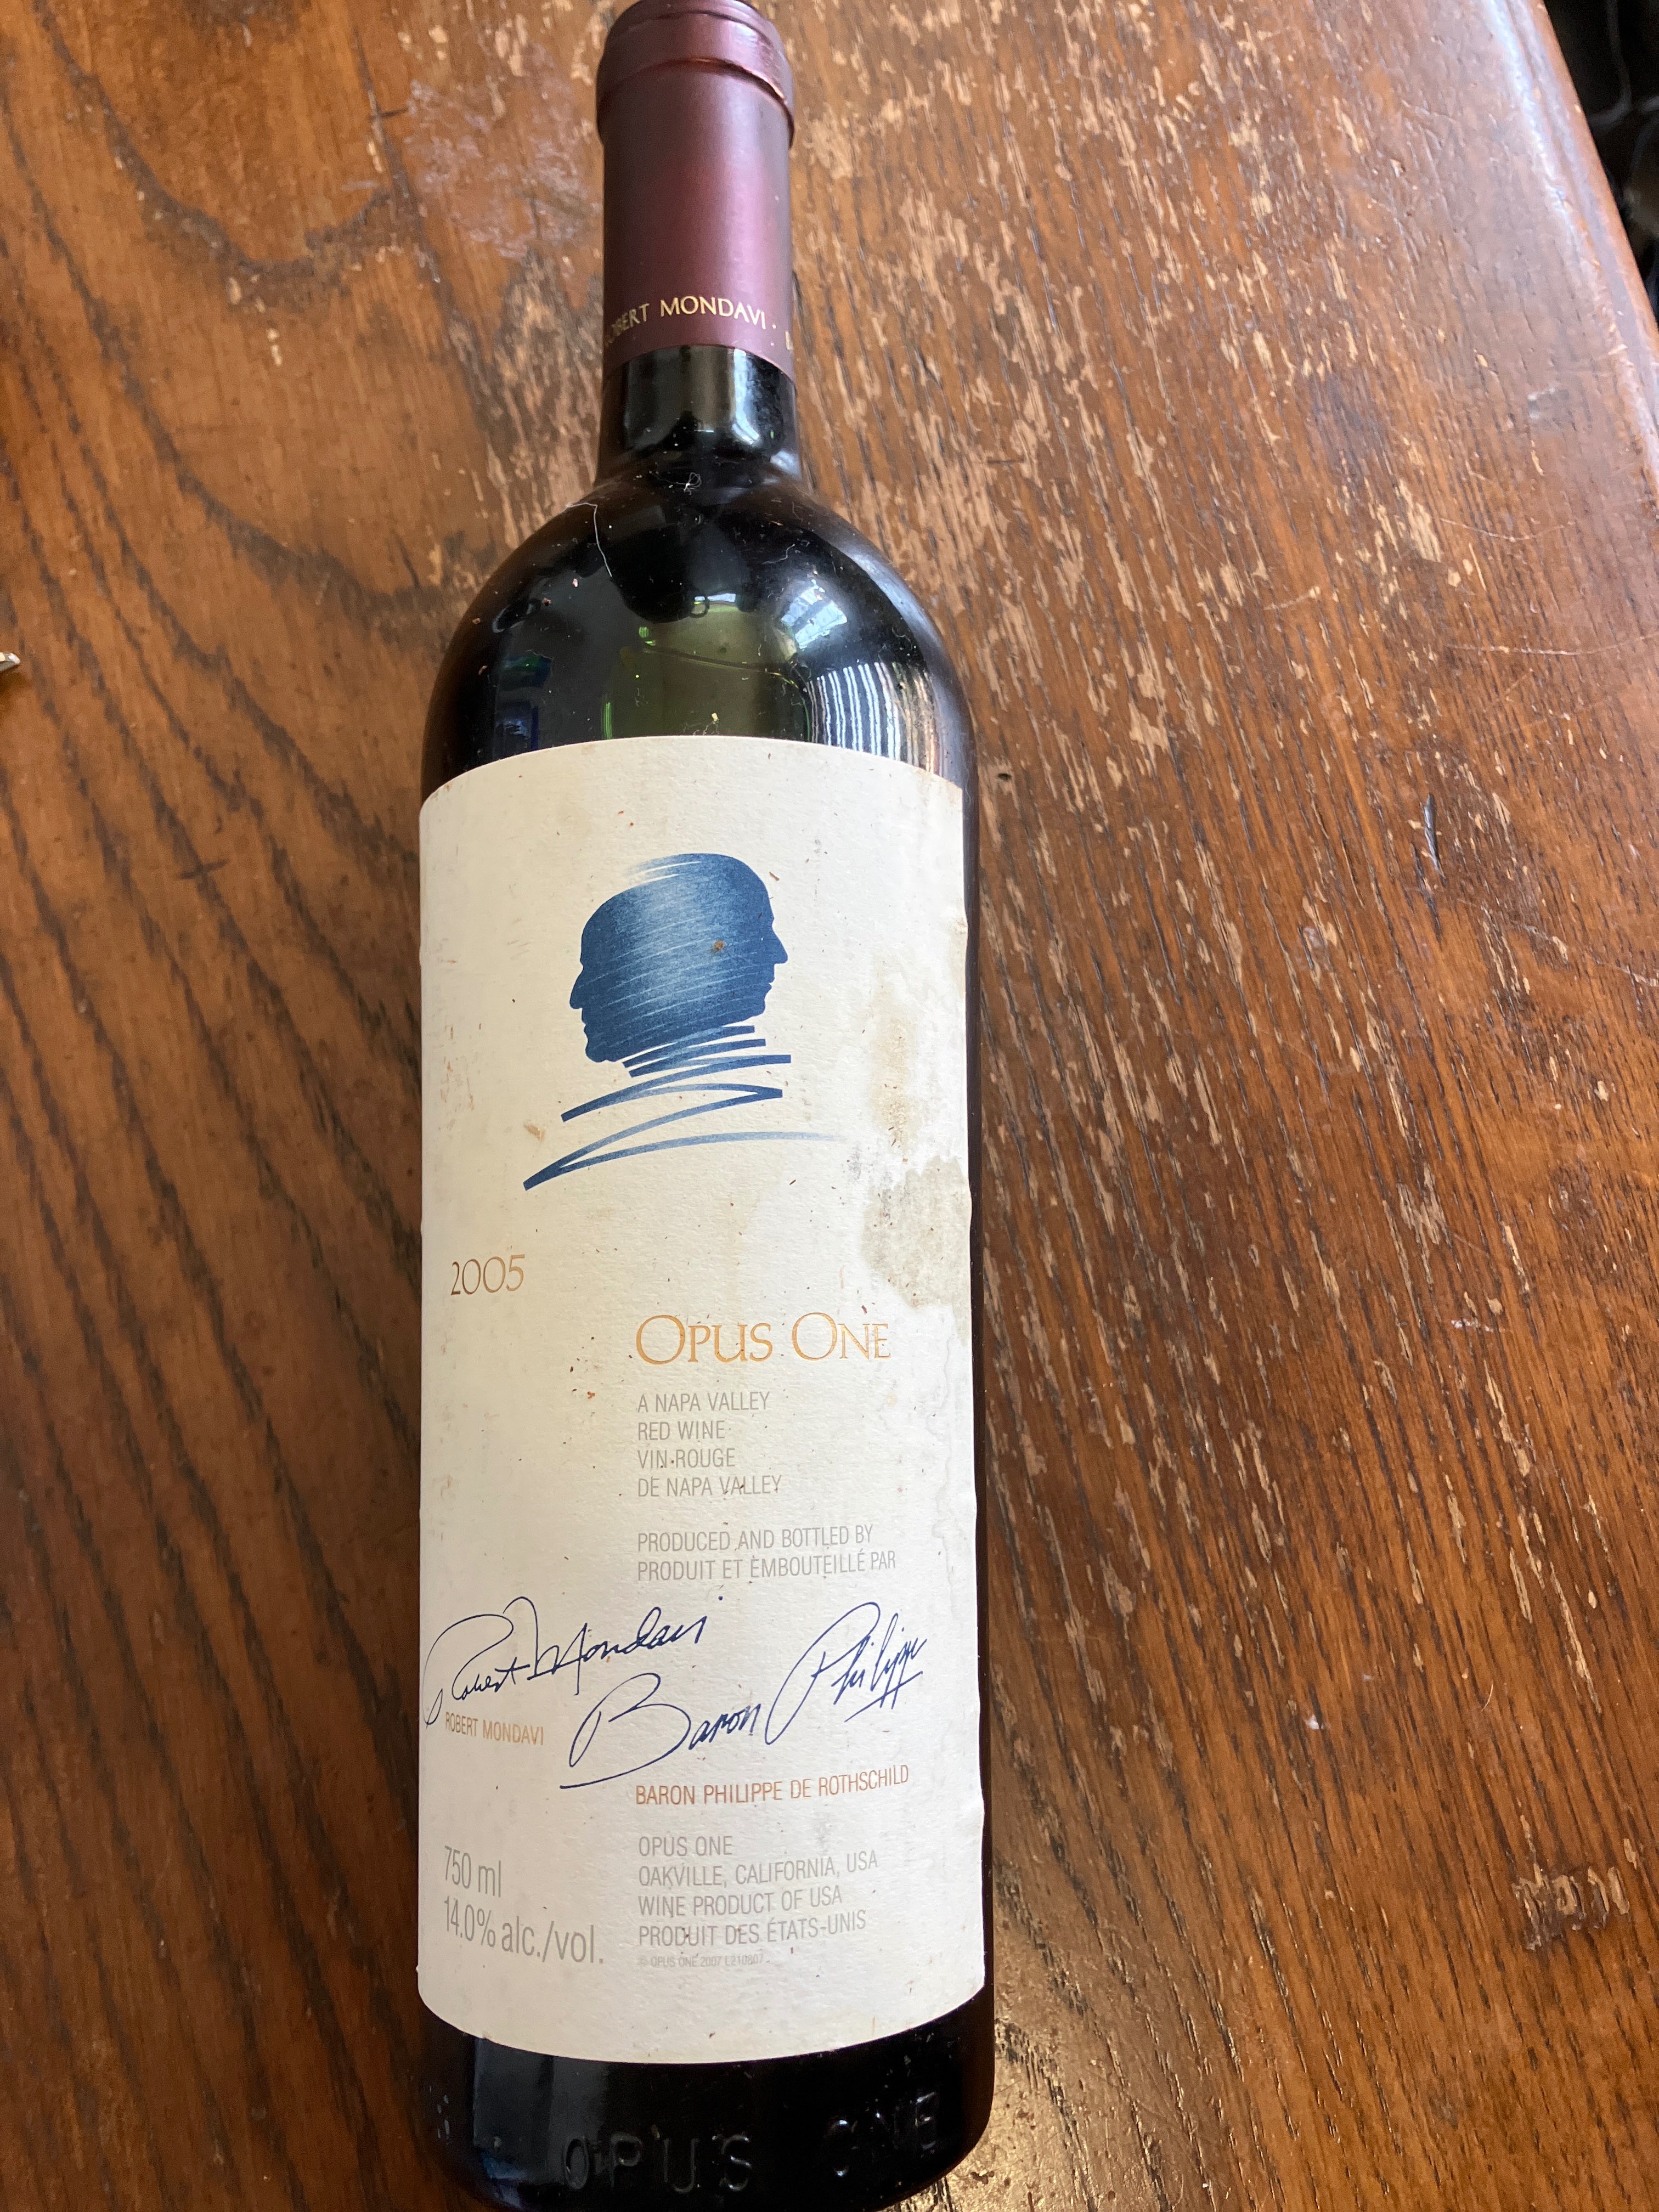 ROBERT MONDAVI ·
2005
OPUS ONE
A NAPA VALLEY
RED WINE
VIN ROUGE
DE NAPA VALLEY
PRODUCED AND BOTTLED BY
PRODUIT ET EMBOUTEILLÉ PAR
Robert Mondavi
Baron Philippe
ROBERT MONDAVI
BARON PHILIPPE DE ROTHSCHILD
750 ml
14.0% alc./vol.
OPUS ONE
OAKVILLE, CALIFORNIA, USA
WINE PRODUCT OF USA
PRODUIT DES ÉTATS-UNIS
© OPUS ONE 2007 L210807
OPUS ONE